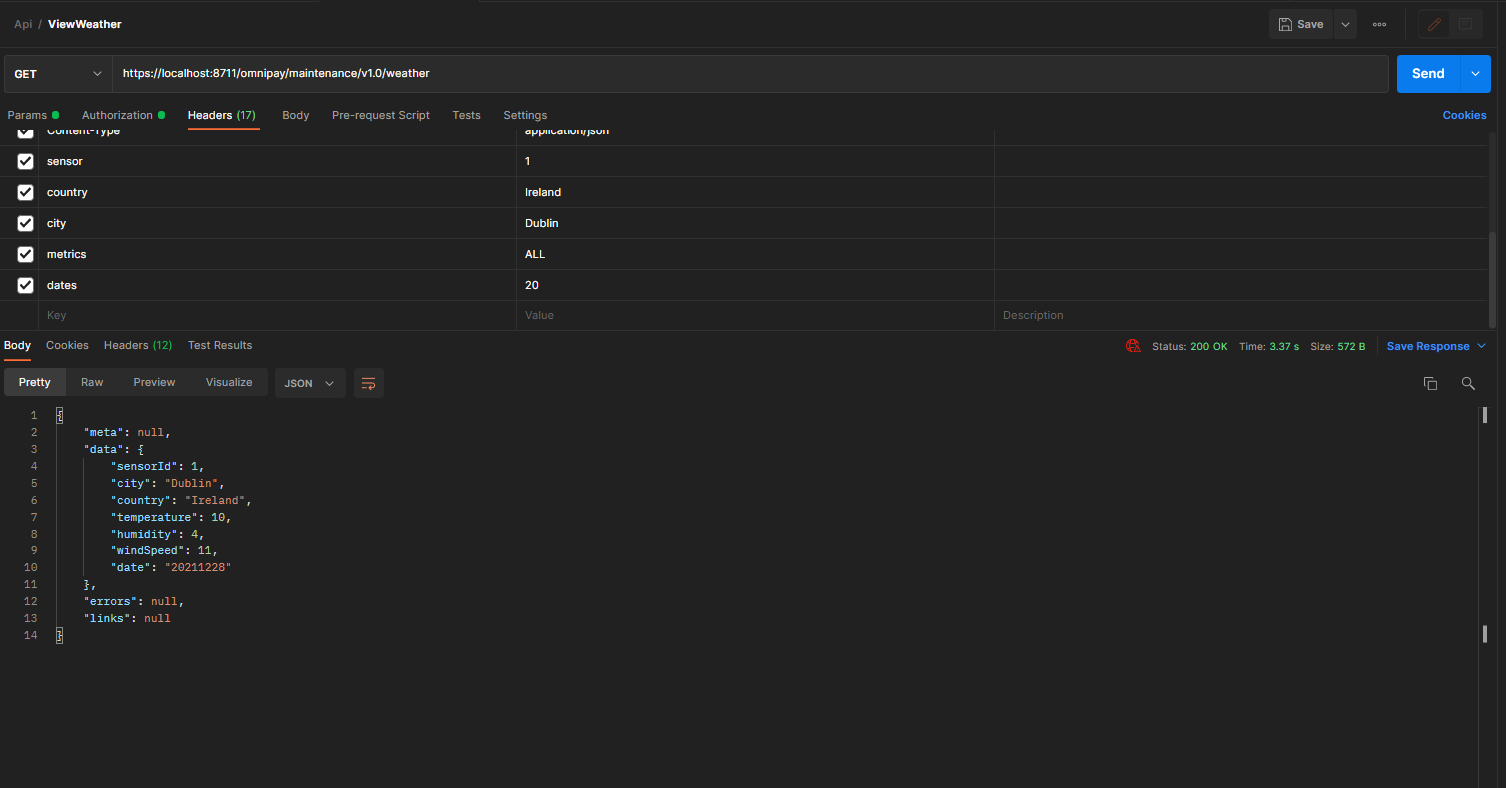 Api / ViewWeather
Save
GET https://localhost:8711/omnipay/maintenance/v1.0/weather Send
Params Authorization Headers (17) Body Pre-request Script Tests Settings Cookies
Content-Type application/json
sensor 1
country Ireland
city Dublin
metrics ALL
dates 20
Key Value Description
Body Cookies Headers (12) Test Results Status: 200 OK Time: 3.37 s Size: 572 B Save Response
Pretty Raw Preview Visualize JSON
1 {
2 "meta": null,
3 "data": {
4 "sensorId": 1,
5 "city": "Dublin",
6 "country": "Ireland",
7 "temperature": 10,
8 "humidity": 4,
9 "windSpeed": 11,
10 "date": "20211228"
11 },
12 "errors": null,
13 "links": null
14 }